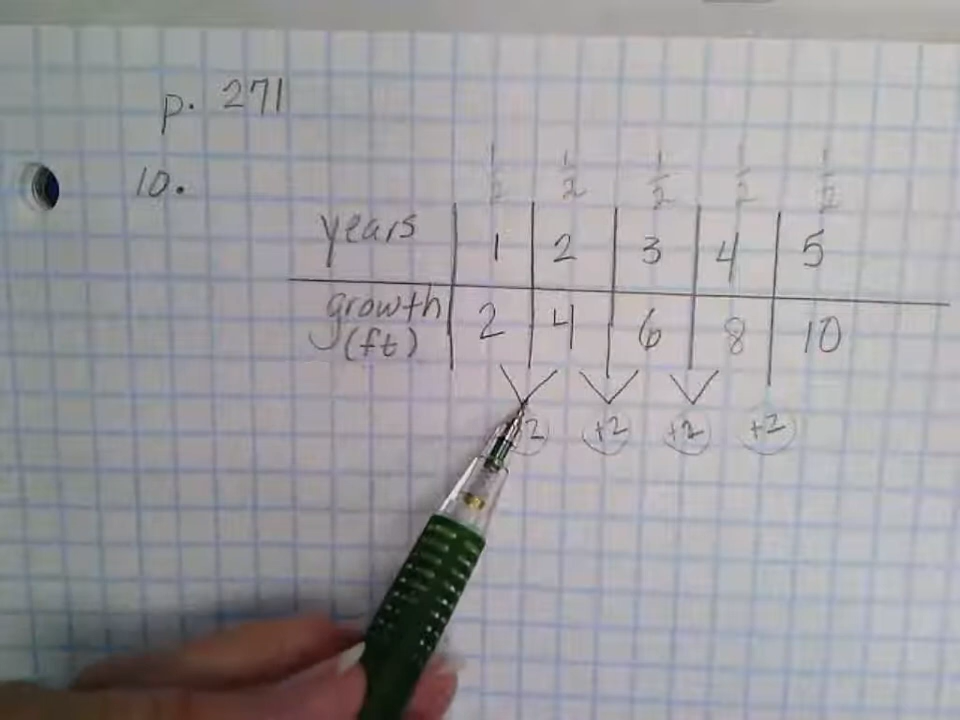 p. 271
10.
1/2 1/2 1/2 1/2 1/2
years 1 2 3 4 5
growth 2 4 6 8 10
(ft)
2 +2 +2 +2